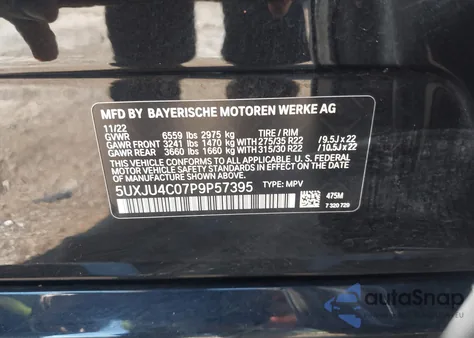 MFD BY BAYERISCHE MOTOREN WERKE AG
11/22 TIRE / RIM
GVWR 6559 lbs 2975 kg
GAWR FRONT 3241 lbs 1470 kg WITH 275/35 R22 /9.5J x 22
GAWR REAR 3660 lbs 1660 kg WITH 315/30 R22 /10.5J x 22
THIS VEHICLE CONFORMS TO ALL APPLICABLE U.S. FEDERAL
MOTOR VEHICLE SAFETY STANDARDS IN EFFECT ON THE DATE OF
MANUFACTURE SHOWN ABOVE.
5UXJU4C07P9P57395 TYPE: MPV 475M
7 320 729
autoSnap